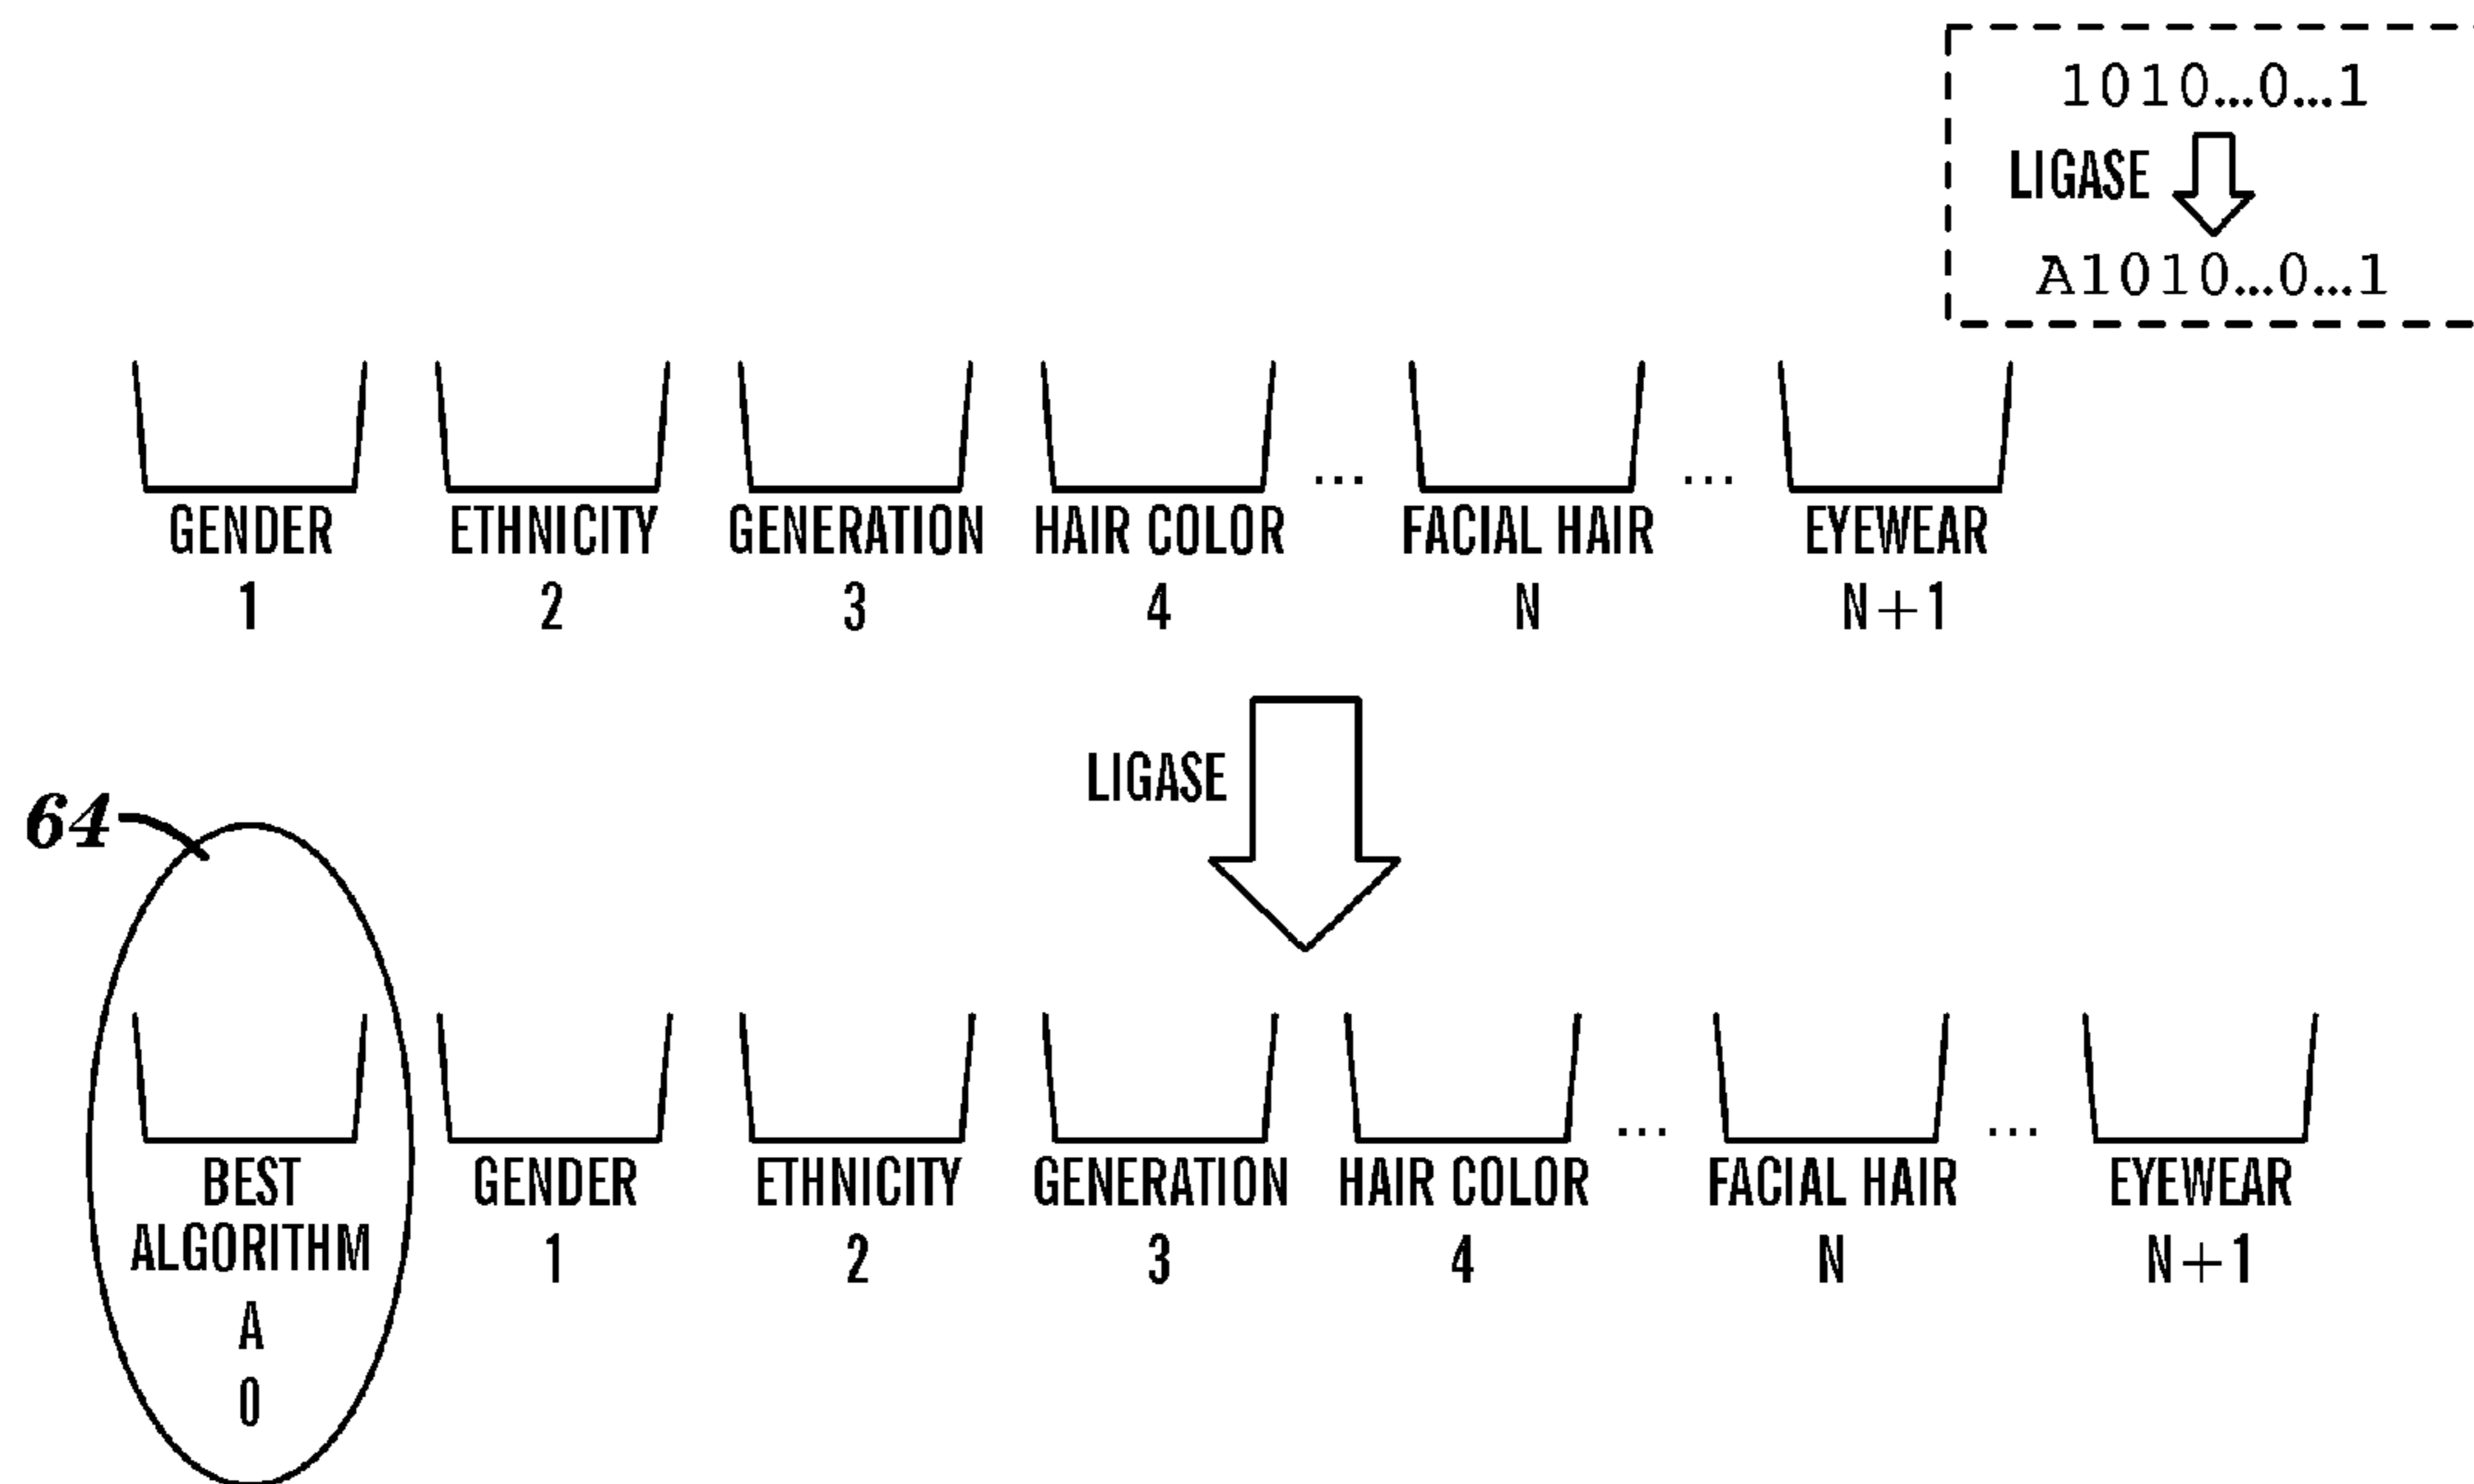 1010...0...1
LIGASE
A1010...0...1
... ...
GENDER ETHNICITY GENERATION HAIR COLOR FACIAL HAIR EYEWEAR
1 2 3 4 N N+1
LIGASE
64
... ...
BEST GENDER ETHNICITY GENERATION HAIR COLOR FACIAL HAIR EYEWEAR
ALGORITHM 1 2 3 4 N N+1
A
0